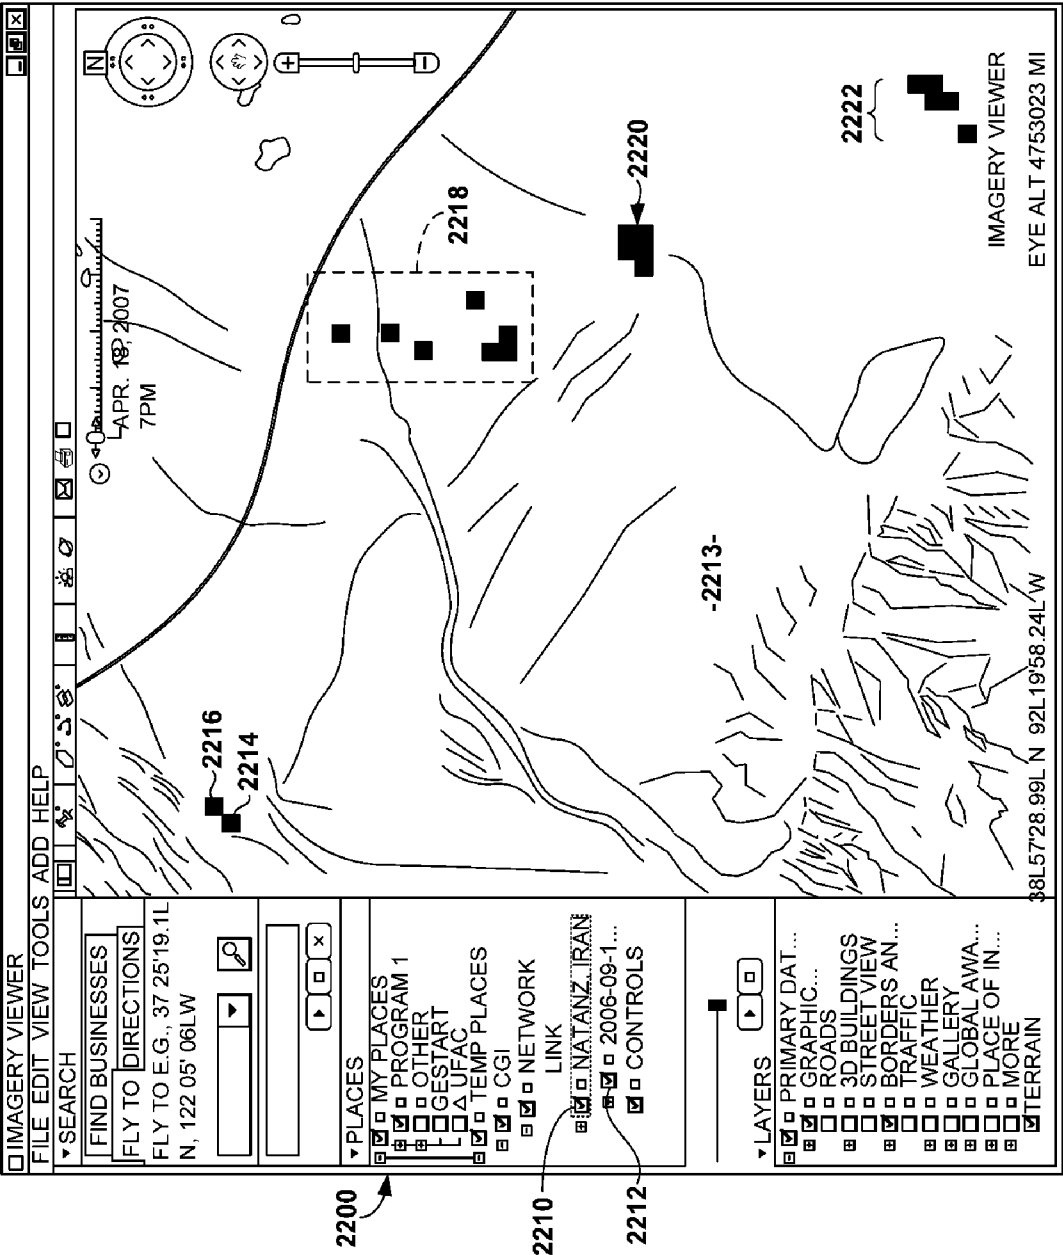 IMAGERY VIEWER
FILE EDIT VIEW TOOLS ADD HELP
SEARCH
FIND BUSINESSES
FLY TO DIRECTIONS
FLY TO E.G., 37 25'19.1L
N, 122 05' 06LW
PLACES
MY PLACES
PROGRAM 1
OTHER
GESTART
UFAC
TEMP PLACES
CGI
NETWORK
LINK
NATANZ, IRAN
2006-09-1...
CONTROLS
LAYERS
PRIMARY DAT...
GRAPHIC...
ROADS
3D BUILDINGS
STREET VIEW
BORDERS AN...
TRAFFIC
WEATHER
GALLERY
GLOBAL AWA...
PLACE OF IN...
MORE
TERRAIN
2200
2210
2212
N
APR. 2007
7PM
2216
2214
2218
2220
2222
-2213-
IMAGERY VIEWER
38L57'28.99L N 92L19'58.24L W
EYE ALT 4753023 MI